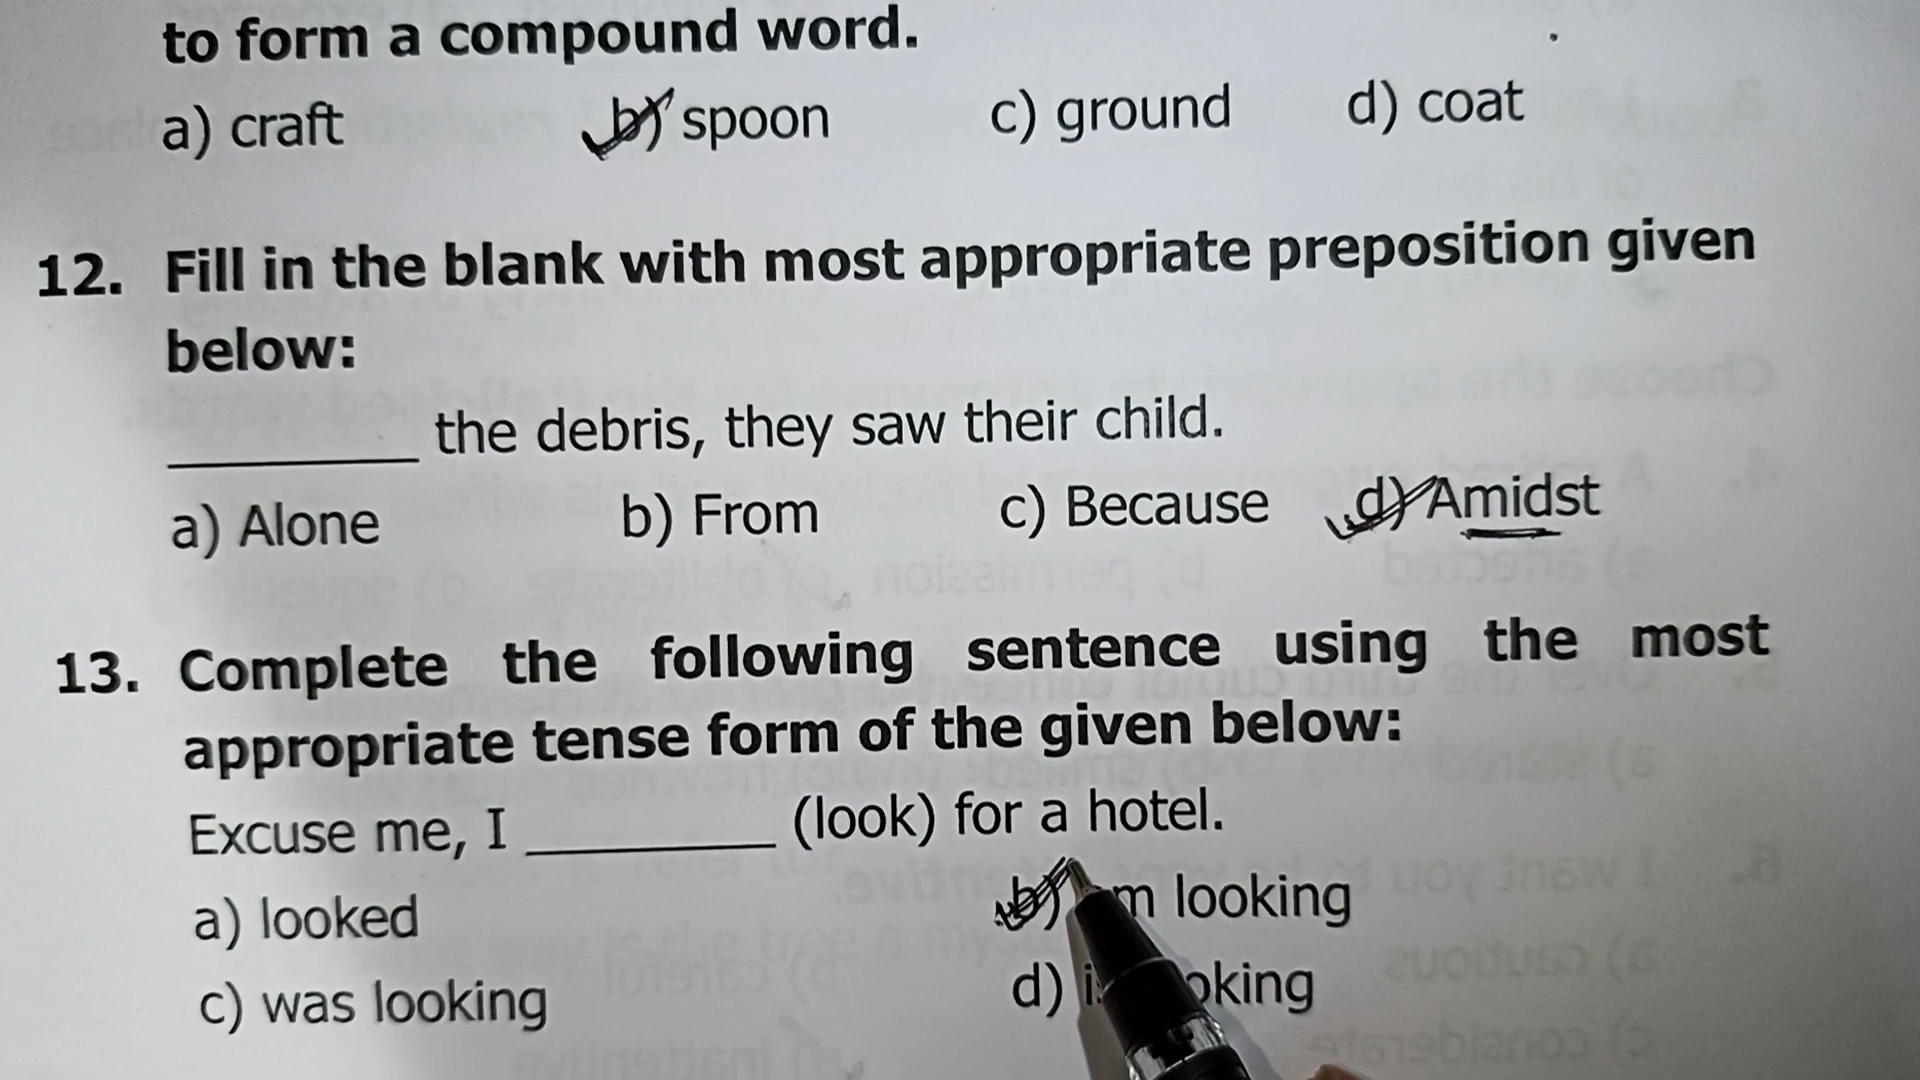 to form a compound word.
a) craft b) spoon c) ground d) coat
12. Fill in the blank with most appropriate preposition given
below:
________ the debris, they saw their child.
a) Alone b) From c) Because d) Amidst
13. Complete the following sentence using the most
appropriate tense form of the given below:
Excuse me, I ________ (look) for a hotel.
a) looked b) looking
c) was looking d)